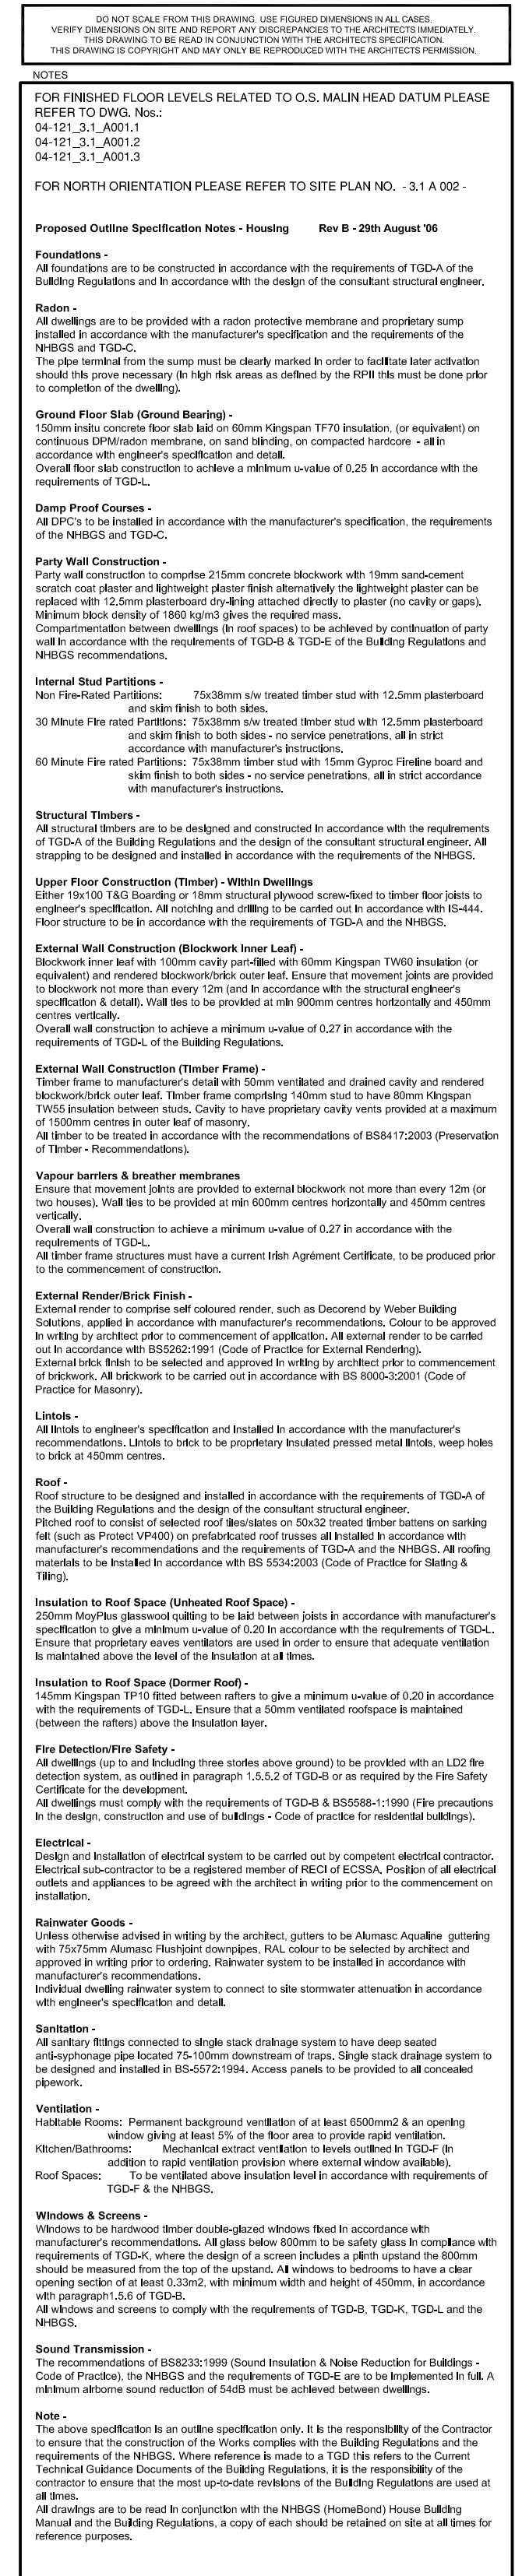 DO NOT SCALE FROM THIS DRAWING. USE FIGURED DIMENSIONS IN ALL CASES.
VERIFY DIMENSIONS ON SITE AND REPORT ANY DISCREPANCIES TO THE ARCHITECTS IMMEDIATELY.
THIS DRAWING TO BE READ IN CONJUNCTION WITH THE ARCHITECTS SPECIFICATION.
THIS DRAWING IS COPYRIGHT AND MAY ONLY BE REPRODUCED WITH THE ARCHITECTS PERMISSION.
NOTES
FOR FINISHED FLOOR LEVELS RELATED TO O.S. MALIN HEAD DATUM PLEASE
REFER TO DWG. Nos.:
04-121_3.1_A001.1
04-121_3.1_A001.2
04-121_3.1_A001.3
FOR NORTH ORIENTATION PLEASE REFER TO SITE PLAN NO. - 3.1 A 002 -
Proposed Outline Specification Notes - Housing Rev B - 29th August '06
Foundations -
All foundations are to be constructed in accordance with the requirements of TGD-A of the
Building Regulations and in accordance with the design of the consultant structural engineer.
Radon -
All dwellings are to be provided with a radon protective membrane and proprietary sump
installed in accordance with the manufacturer's specification and the requirements of the
NHBGS and TGD-C.
The pipe terminal from the sump must be clearly marked in order to facilitate later activation
should this prove necessary (in high risk areas as defined by the RPII this must be done prior
to completion of the dwelling).
Ground Floor Slab (Ground Bearing) -
150mm insitu concrete floor slab laid on 60mm Kingspan TF70 insulation, (or equivalent) on
continuous DPM/radon membrane, on sand blinding, on compacted hardcore - all in
accordance with engineer's specification and detail.
Overall floor slab construction to achieve a minimum u-value of 0.25 in accordance with the
requirements of TGD-L.
Damp Proof Courses -
All DPC's to be installed in accordance with the manufacturer's specification, the requirements
of the NHBGS and TGD-C.
Party Wall Construction -
Party wall construction to comprise 215mm concrete blockwork with 19mm sand-cement
scratch coat plaster and lightweight plaster finish alternatively the lightweight plaster can be
replaced with 12.5mm plasterboard dry-lining attached directly to plaster (no cavity or gaps).
Minimum block density of 1860 kg/m3 gives the required mass.
Compartmentation between dwellings (in roof spaces) to be achieved by continuation of party
wall in accordance with the requirements of TGD-B & TGD-E of the Building Regulations and
NHBGS recommendations.
Internal Stud Partitions -
Non Fire-Rated Partitions: 75x38mm s/w treated timber stud with 12.5mm plasterboard
and skim finish to both sides.
30 Minute Fire rated Partitions: 75x38mm s/w treated timber stud with 12.5mm plasterboard
and skim finish to both sides - no service penetrations, all in strict
accordance with manufacturer's instructions.
60 Minute Fire rated Partitions: 75x38mm timber stud with 15mm Gyproc Fireline board and
skim finish to both sides - no service penetrations, all in strict accordance
with manufacturer's instructions.
Structural Timbers -
All structural timbers are to be designed and constructed in accordance with the requirements
of TGD-A of the Building Regulations and the design of the consultant structural engineer. All
strapping to be designed and installed in accordance with the requirements of the NHBGS.
Upper Floor Construction (Timber) - Within Dwellings
Either 19x100 T&G Boarding or 18mm structural plywood screw-fixed to timber floor joists to
engineer's specification. All notching and drilling to be carried out in accordance with IS-444.
Floor structure to be in accordance with the requirements of TGD-A and the NHBGS.
External Wall Construction (Blockwork Inner Leaf) -
Blockwork inner leaf with 100mm cavity part-filled with 60mm Kingspan TW60 insulation (or
equivalent) and rendered blockwork/brick outer leaf. Ensure that movement joints are provided
to blockwork not more than every 12m (and in accordance with the structural engineer's
specification & detail). Wall ties to be provided at min 900mm centres horizontally and 450mm
centres vertically.
Overall wall construction to achieve a minimum u-value of 0.27 in accordance with the
requirements of TGD-L of the Building Regulations.
External Wall Construction (Timber Frame) -
Timber frame to manufacturer's detail with 50mm ventilated and drained cavity and rendered
blockwork/brick outer leaf. Timber frame comprising 140mm stud to have 80mm Kingspan
TW55 insulation between studs. Cavity to have proprietary cavity vents provided at a maximum
of 1500mm centres in outer leaf of masonry.
All timber to be treated in accordance with the recommendations of BS8417:2003 (Preservation
of Timber - Recommendations).
Vapour barriers & breather membranes
Ensure that movement joints are provided to external blockwork not more than every 12m (or
two houses). Wall ties to be provided at min 600mm centres horizontally and 450mm centres
vertically.
Overall wall construction to achieve a minimum u-value of 0.27 in accordance with the
requirements of TGD-L.
All timber frame structures must have a current Irish Agrément Certificate, to be produced prior
to the commencement of construction.
External Render/Brick Finish -
External render to comprise self coloured render, such as Decorend by Weber Building
Solutions, applied in accordance with manufacturer's recommendations. Colour to be approved
in writing by architect prior to commencement of application. All external render to be carried
out in accordance with BS5262:1991 (Code of Practice for External Rendering).
External brick finish to be selected and approved in writing by architect prior to commencement
of brickwork. All brickwork to be carried out in accordance with BS 8000-3:2001 (Code of
Practice for Masonry).
Lintols -
All lintols to engineer's specification and installed in accordance with the manufacturer's
recommendations. Lintols to brick to be proprietary insulated pressed metal lintols, weep holes
to brick at 450mm centres.
Roof -
Roof structure to be designed and installed in accordance with the requirements of TGD-A of
the Building Regulations and the design of the consultant structural engineer.
Pitched roof to consist of selected roof tiles/slates on 50x32 treated timber battens on sarking
felt (such as Protect VP400) on prefabricated roof trusses all installed in accordance with
manufacturer's recommendations and the requirements of TGD-A and the NHBGS. All roofing
materials to be installed in accordance with BS 5534:2003 (Code of Practice for Slating &
Tiling).
Insulation to Roof Space (Unheated Roof Space) -
250mm MoyPlus glasswool quilting to be laid between joists in accordance with manufacturer's
specification to give a minimum u-value of 0.20 in accordance with the requirements of TGD-L.
Ensure that proprietary eaves ventilators are used in order to ensure that adequate ventilation
is maintained above the level of the insulation at all times.
Insulation to Roof Space (Dormer Roof) -
145mm Kingspan TP10 fitted between rafters to give a minimum u-value of 0.20 in accordance
with the requirements of TGD-L. Ensure that a 50mm ventilated roofspace is maintained
(between the rafters) above the insulation layer.
Fire Detection/Fire Safety -
All dwellings (up to and including three stories above ground) to be provided with an LD2 fire
detection system, as outlined in paragraph 1.5.5.2 of TGD-B or as required by the Fire Safety
Certificate for the development.
All dwellings must comply with the requirements of TGD-B & BS5588-1:1990 (Fire precautions
in the design, construction and use of buildings - Code of practice for residential buildings).
Electrical -
Design and installation of electrical system to be carried out by competent electrical contractor.
Electrical sub-contractor to be a registered member of RECI of ECSSA. Position of all electrical
outlets and appliances to be agreed with the architect in writing prior to the commencement on
installation.
Rainwater Goods -
Unless otherwise advised in writing by the architect, gutters to be Alumasc Aqualine guttering
with 75x75mm Alumasc Flushjoint downpipes, RAL colour to be selected by architect and
approved in writing prior to ordering. Rainwater system to be installed in accordance with
manufacturer's recommendations.
Individual dwelling rainwater system to connect to site stormwater attenuation in accordance
with engineer's specification and detail.
Sanitation -
All sanitary fittings connected to single stack drainage system to have deep seated
anti-syphonage pipe located 75-100mm downstream of traps. Single stack drainage system to
be designed and installed in BS-5572:1994. Access panels to be provided to all concealed
pipework.
Ventilation -
Habitable Rooms: Permanent background ventilation of at least 6500mm2 & an opening
window giving at least 5% of the floor area to provide rapid ventilation.
Kitchen/Bathrooms: Mechanical extract ventilation to levels outlined in TGD-F (in
addition to rapid ventilation provision where external window available).
Roof Spaces: To be ventilated above insulation level in accordance with requirements of
TGD-F & the NHBGS.
Windows & Screens -
Windows to be hardwood timber double-glazed windows fixed in accordance with
manufacturer's recommendations. All glass below 800mm to be safety glass in compliance with
requirements of TGD-K, where the design of a screen includes a plinth upstand the 800mm
should be measured from the top of the upstand. All windows to bedrooms to have a clear
opening section of at least 0.33m2, with minimum width and height of 450mm, in accordance
with paragraph1.5.6 of TGD-B.
All windows and screens to comply with the requirements of TGD-B, TGD-K, TGD-L and the
NHBGS.
Sound Transmission -
The recommendations of BS8233:1999 (Sound Insulation & Noise Reduction for Buildings -
Code of Practice), the NHBGS and the requirements of TGD-E are to be implemented in full. A
minimum airborne sound reduction of 54dB must be achieved between dwellings.
Note -
The above specification is an outline specification only. It is the responsibility of the Contractor
to ensure that the construction of the Works complies with the Building Regulations and the
requirements of the NHBGS. Where reference is made to a TGD this refers to the Current
Technical Guidance Documents of the Building Regulations, it is the responsibility of the
contractor to ensure that the most up-to-date revisions of the Building Regulations are used at
all times.
All drawings are to be read in conjunction with the NHBGS (HomeBond) House Building
Manual and the Building Regulations, a copy of each should be retained on site at all times for
reference purposes.